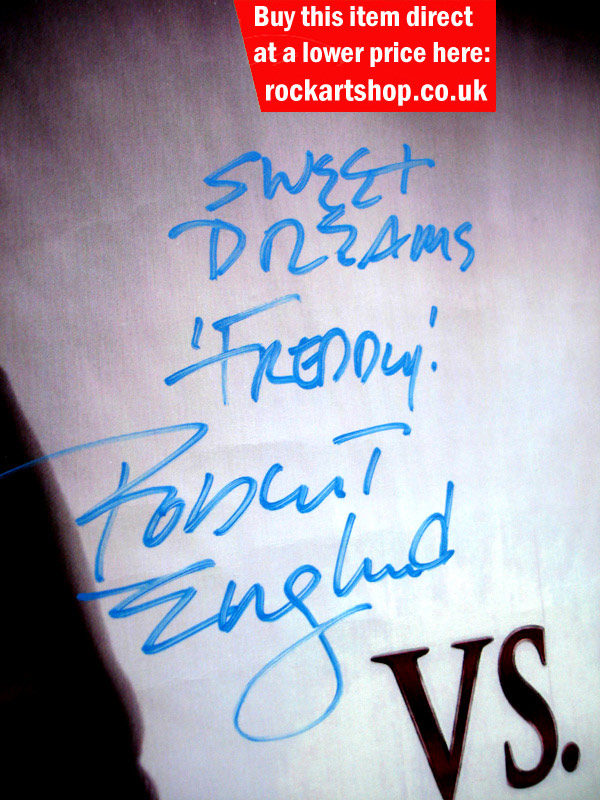 Buy this item direct
at a lower price here:
rockartshop.co.uk
SWEET
DREAMS
'FREDDY'.
Robert
Englund
VS.